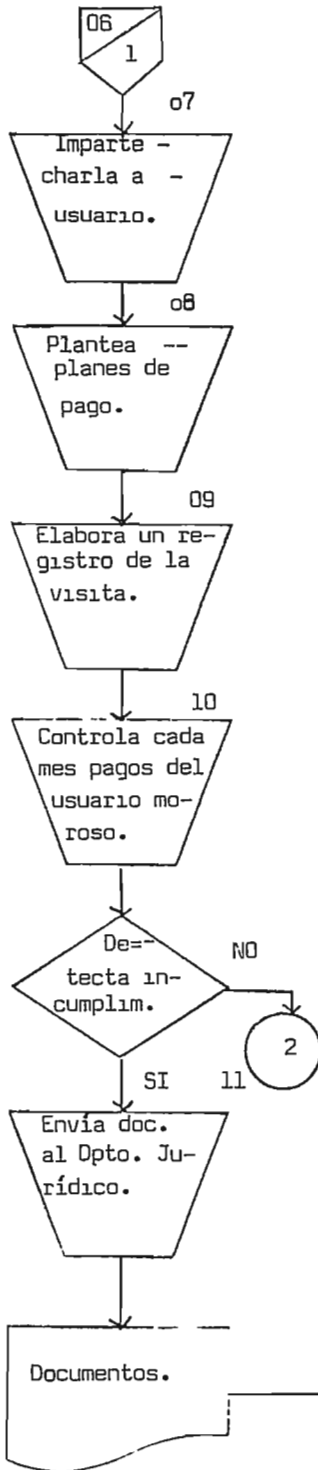 06
1
o7
Imparte -
charla a -
usuario.
o8
Plantea --
planes de
pago.
09
Elabora un re-
gistro de la
visita.
10
Controla cada
mes pagos del
usuario mo-
roso.
De=-
tecta in-
cumplim.
NO
2
SI
11
Envía doc.
al Dpto. Ju-
rídico.
Documentos.